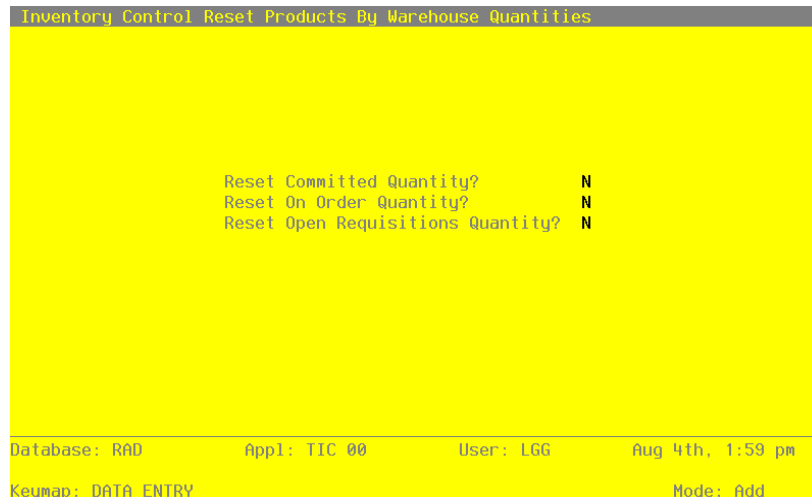 Inventory Control Reset Products By Warehouse Quantities
Reset Committed Quantity? N
Reset On Order Quantity? N
Reset Open Requisitions Quantity? N
Database: RAD Appl: TIC 00 User: LGG Aug 4th, 1:59 pm
Keymap: DATA ENTRY Mode: Add